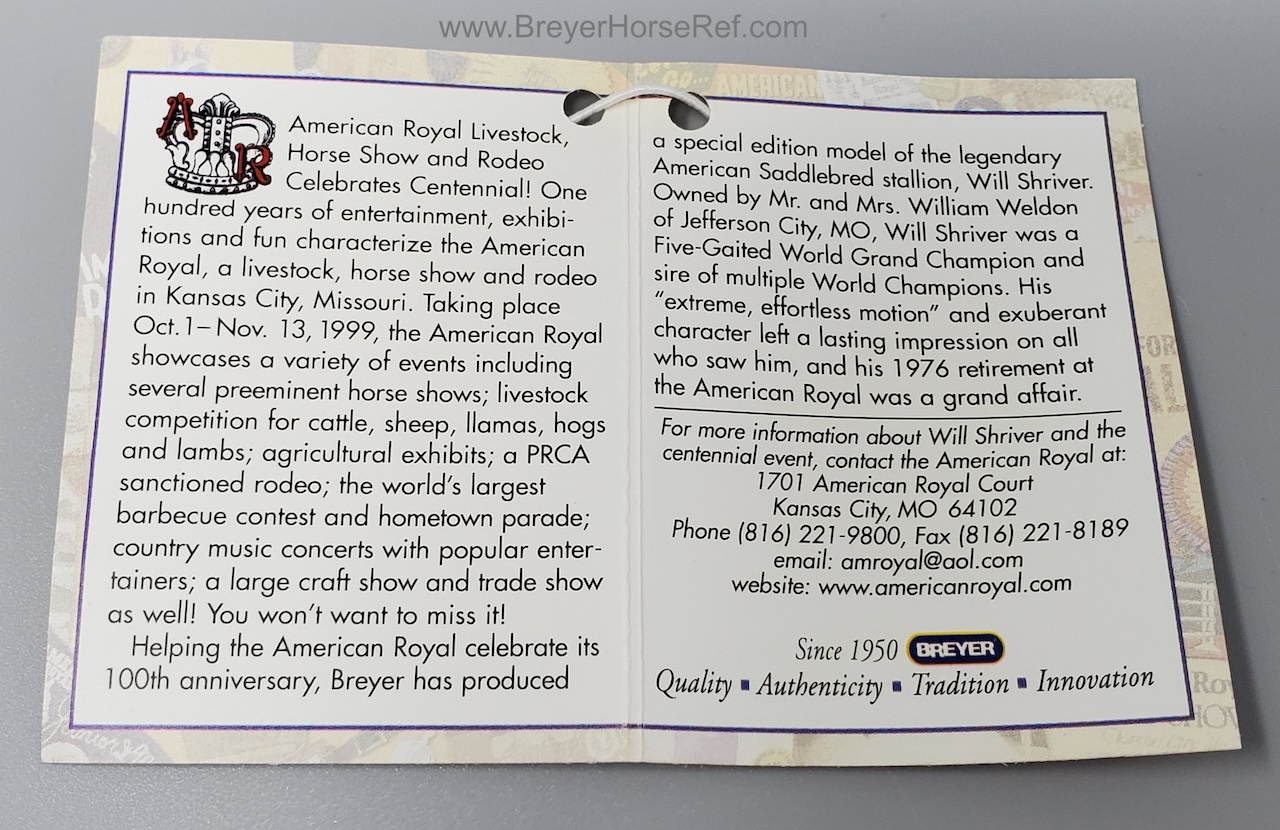 www.BreyerHorseRef.com
AMERICAN
A
R
American Royal Livestock,
Horse Show and Rodeo
Celebrates Centennial! One
hundred years of entertainment, exhibi-
tions and fun characterize the American
Royal, a livestock, horse show and rodeo
in Kansas City, Missouri. Taking place
Oct.1–Nov. 13, 1999, the American Royal
showcases a variety of events including
several preeminent horse shows; livestock
competition for cattle, sheep, llamas, hogs
and lambs; agricultural exhibits; a PRCA
sanctioned rodeo; the world's largest
barbecue contest and hometown parade;
country music concerts with popular enter-
tainers; a large craft show and trade show
as well! You won't want to miss it!
Helping the American Royal celebrate its
100th anniversary, Breyer has produced
a special edition model of the legendary
American Saddlebred stallion, Will Shriver.
Owned by Mr. and Mrs. William Weldon
of Jefferson City, MO, Will Shriver was a
Five-Gaited World Grand Champion and
sire of multiple World Champions. His
"extreme, effortless motion" and exuberant
character left a lasting impression on all
who saw him, and his 1976 retirement at
the American Royal was a grand affair.
For more information about Will Shriver and the
centennial event, contact the American Royal at:
1701 American Royal Court
Kansas City, MO 64102
Phone (816) 221-9800, Fax (816) 221-8189
email: amroyal@aol.com
website: www.americanroyal.com
Since 1950 BREYER
Quality ▪ Authenticity ▪ Tradition ▪ Innovation